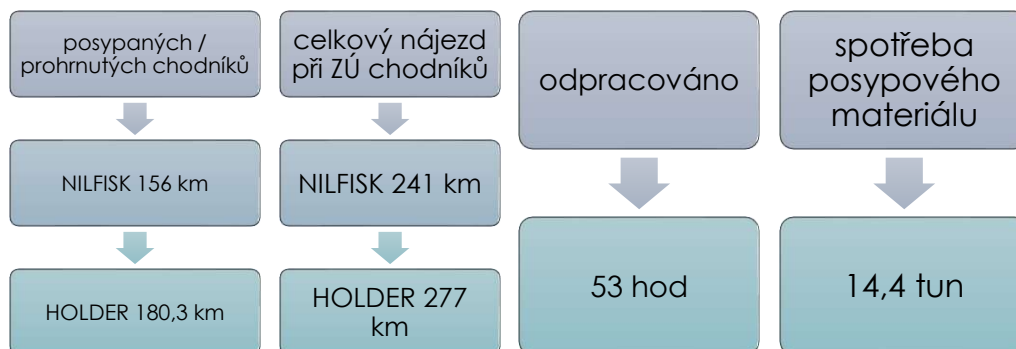 posypaných /
prohrnutých chodníků
NILFISK 156 km
HOLDER 180,3 km
celkový nájezd
při ZÚ chodníků
NILFISK 241 km
HOLDER 277
km
odpracováno
53 hod
spotřeba
posypového
materiálu
14,4 tun